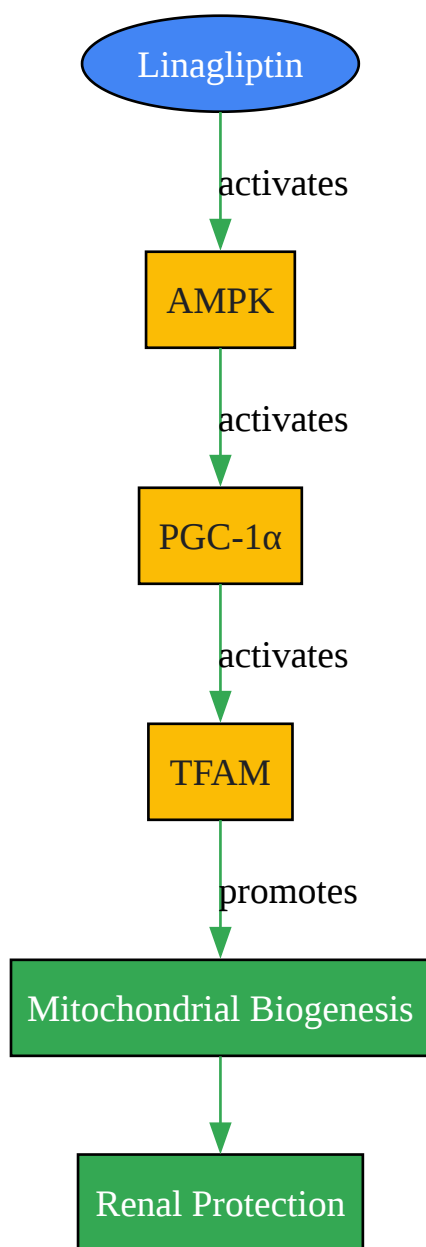 Linagliptin
activates
AMPK
activates
PGC-1α
activates
TFAM
promotes
Mitochondrial Biogenesis
Renal Protection